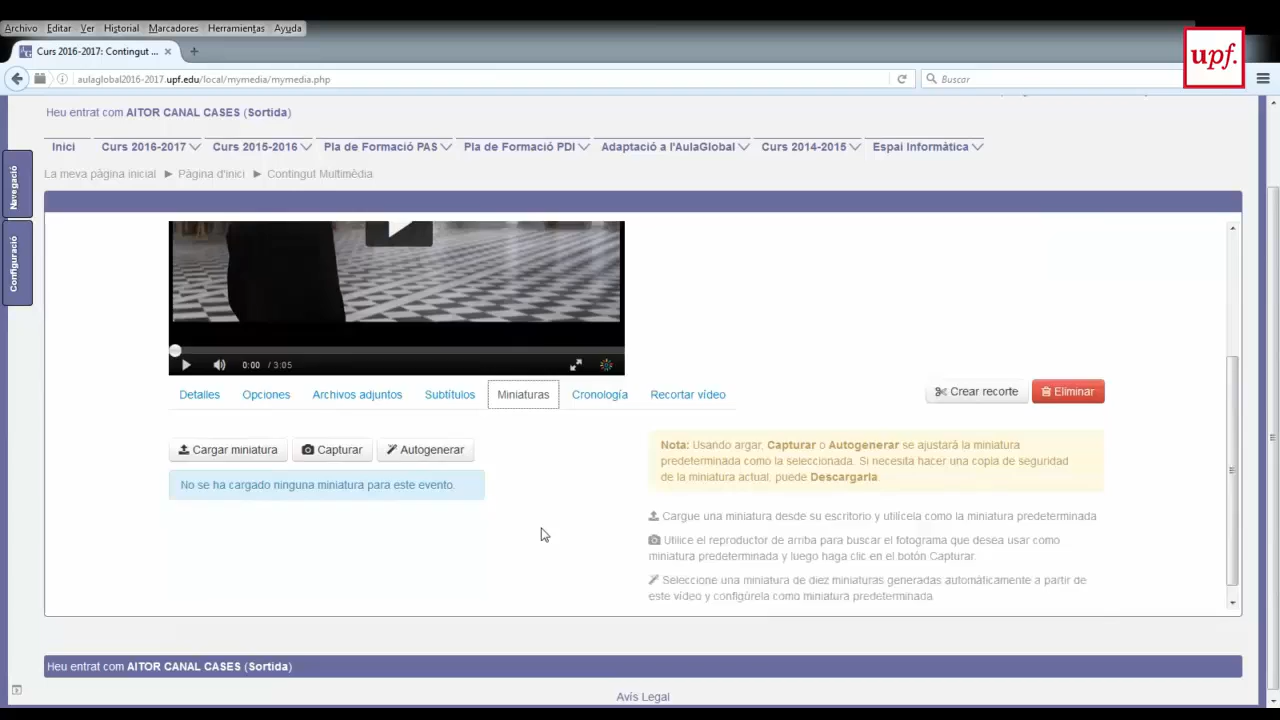 Archivo Editar Ver Historial Marcadores Herramientas Ayuda
Curs 2016-2017: Contingut ...
aulaglobal2016-2017.upf.edu/local/mymedia/mymedia.php
Buscar
upf.
Heu entrat com AITOR CANAL CASES (Sortida)
Inici Curs 2016-2017 Curs 2015-2016 Pla de Formació PAS Pla de Formació PDI Adaptació a l'AulaGlobal Curs 2014-2015 Espai Informàtica
La meva pàgina inicial ► Pàgina d'inici ► Contingut Multimèdia
Navegació
Configuració
0:00 / 3:05
Detalles Opciones Archivos adjuntos Subtítulos Miniaturas Cronología Recortar vídeo
Crear recorte Eliminar
Cargar miniatura Capturar Autogenerar
No se ha cargado ninguna miniatura para este evento.
Nota: Usando argar, Capturar o Autogenerar se ajustará la miniatura
predeterminada como la seleccionada. Si necesita hacer una copia de seguridad
de la miniatura actual, puede Descargarla.
Cargue una miniatura desde su escritorio y utilícela como la miniatura predeterminada
Utilice el reproductor de arriba para buscar el fotograma que desea usar como
miniatura predeterminada y luego haga clic en el botón Capturar.
Seleccione una miniatura de diez miniaturas generadas automáticamente a partir de
este vídeo y configúrela como miniatura predeterminada.
Heu entrat com AITOR CANAL CASES (Sortida)
Avís Legal